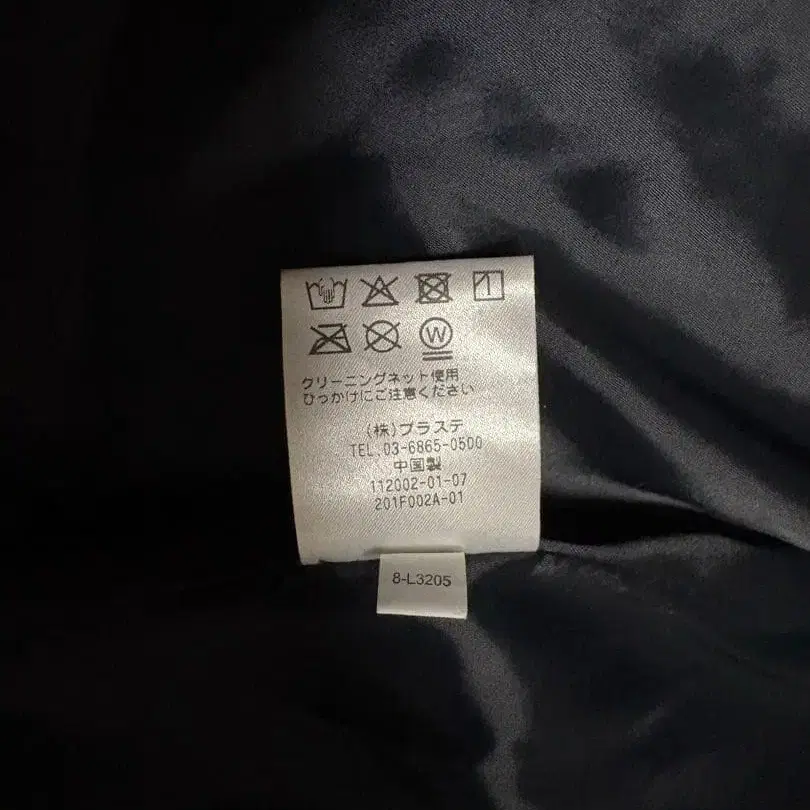 W
クリーニングネット使用
ひっかけにご注意ください
(株)プラステ
TEL.03-6865-0500
中国製
112002-01-07
201F002A-01
8-L3205